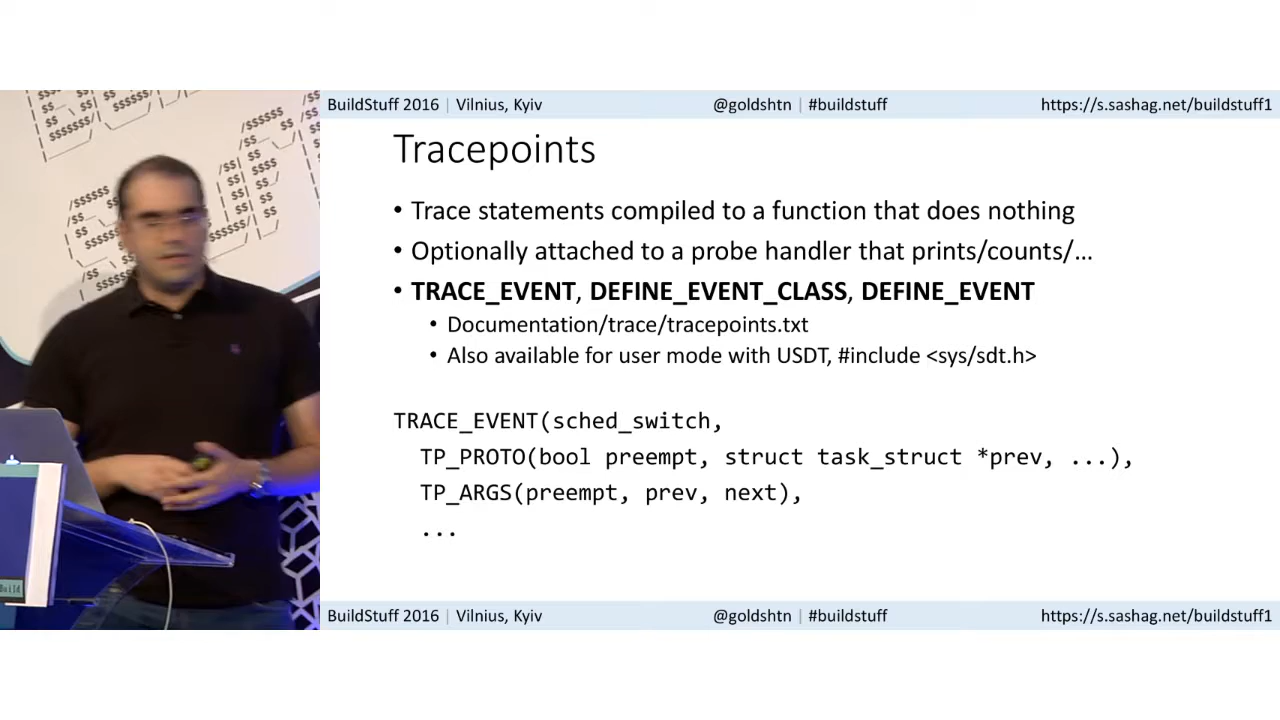 BuildStuff 2016 | Vilnius, Kyiv @goldshtn | #buildstuff https://s.sashag.net/buildstuff1
Tracepoints
• Trace statements compiled to a function that does nothing
• Optionally attached to a probe handler that prints/counts/…
• TRACE_EVENT, DEFINE_EVENT_CLASS, DEFINE_EVENT
• Documentation/trace/tracepoints.txt
• Also available for user mode with USDT, #include <sys/sdt.h>
TRACE_EVENT(sched_switch,
TP_PROTO(bool preempt, struct task_struct *prev, ...),
TP_ARGS(preempt, prev, next),
...
BuildStuff 2016 | Vilnius, Kyiv @goldshtn | #buildstuff https://s.sashag.net/buildstuff1